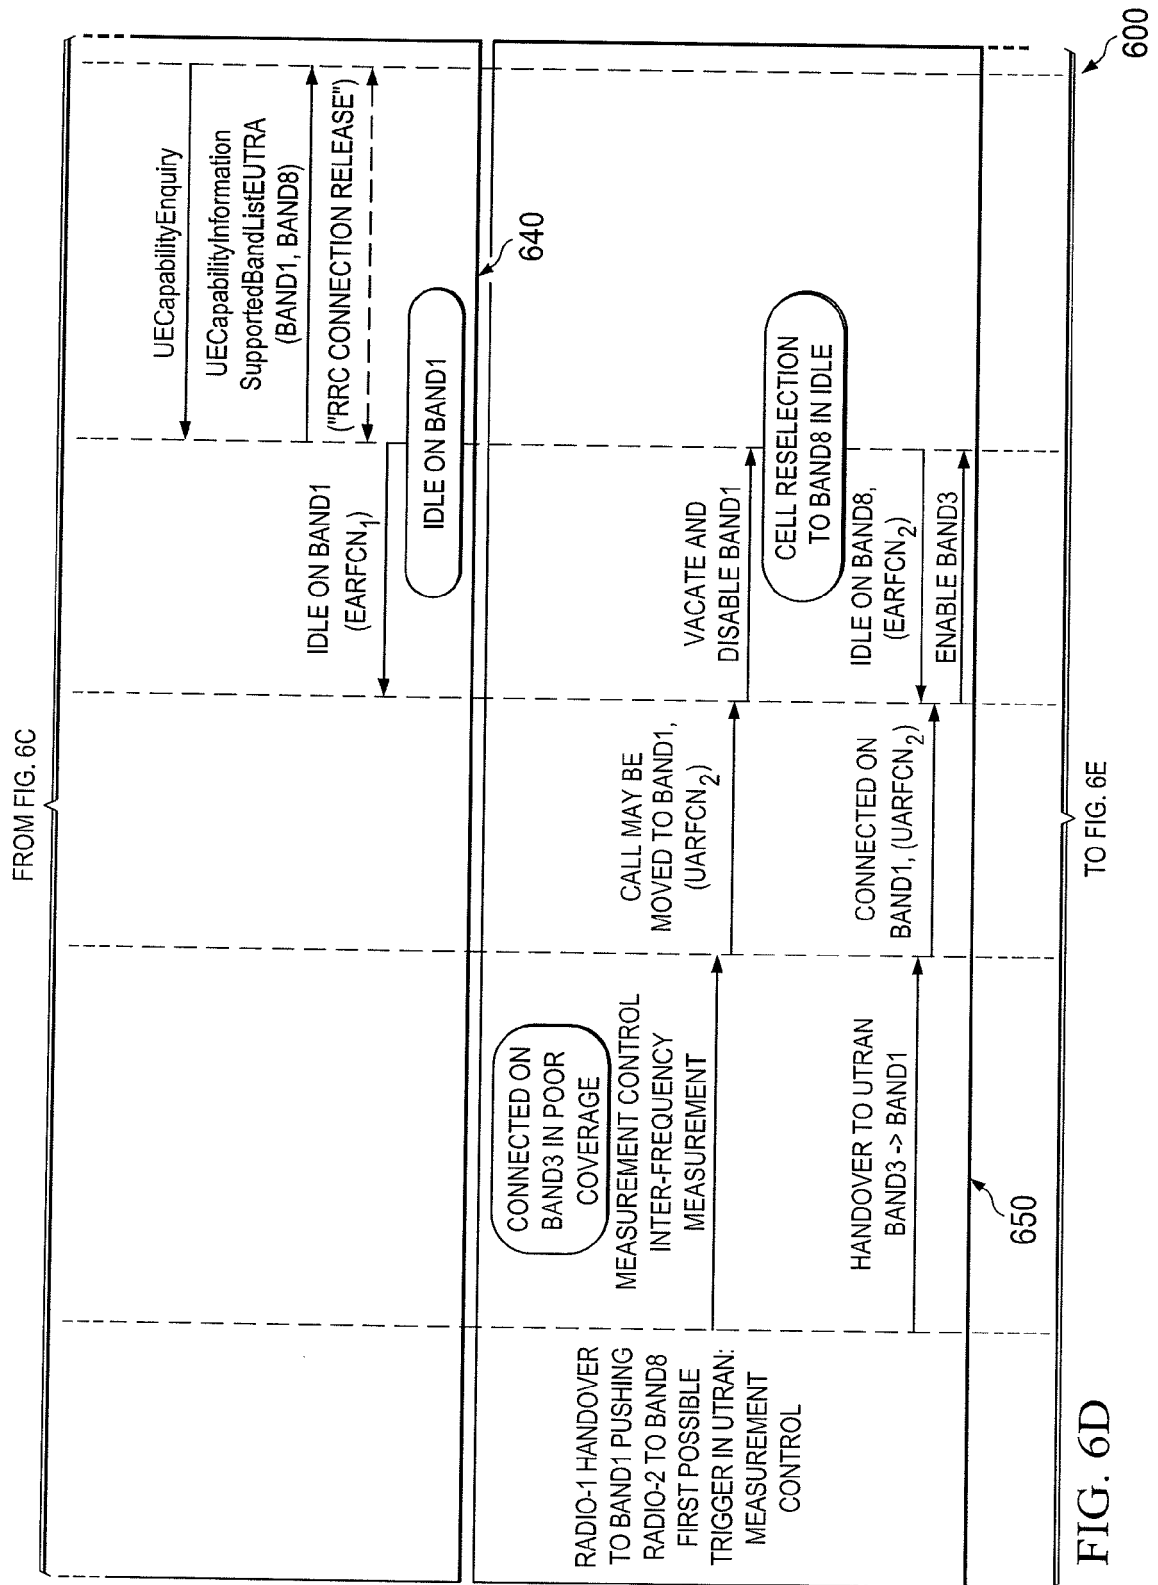 FROM FIG. 6C
UECapabilityEnquiry
UECapabilityInformation
SupportedBandListEUTRA
(BAND1, BAND8)
("RRC CONNECTION RELEASE")
IDLE ON BAND1
(EARFCN1)
IDLE ON BAND1
640
CONNECTED ON
BAND3 IN POOR
COVERAGE
RADIO-1 HANDOVER
TO BAND1 PUSHING
RADIO-2 TO BAND8
FIRST POSSIBLE
TRIGGER IN UTRAN:
MEASUREMENT
CONTROL
MEASUREMENT CONTROL
INTER-FREQUENCY
MEASUREMENT
CALL MAY BE
MOVED TO BAND1,
(UARFCN2)
VACATE AND
DISABLE BAND1
CELL RESELECTION
TO BAND8 IN IDLE
HANDOVER TO UTRAN
BAND3 -> BAND1
CONNECTED ON
BAND1, (UARFCN2)
IDLE ON BAND8,
(EARFCN2)
ENABLE BAND3
650
TO FIG. 6E
600
FIG. 6D